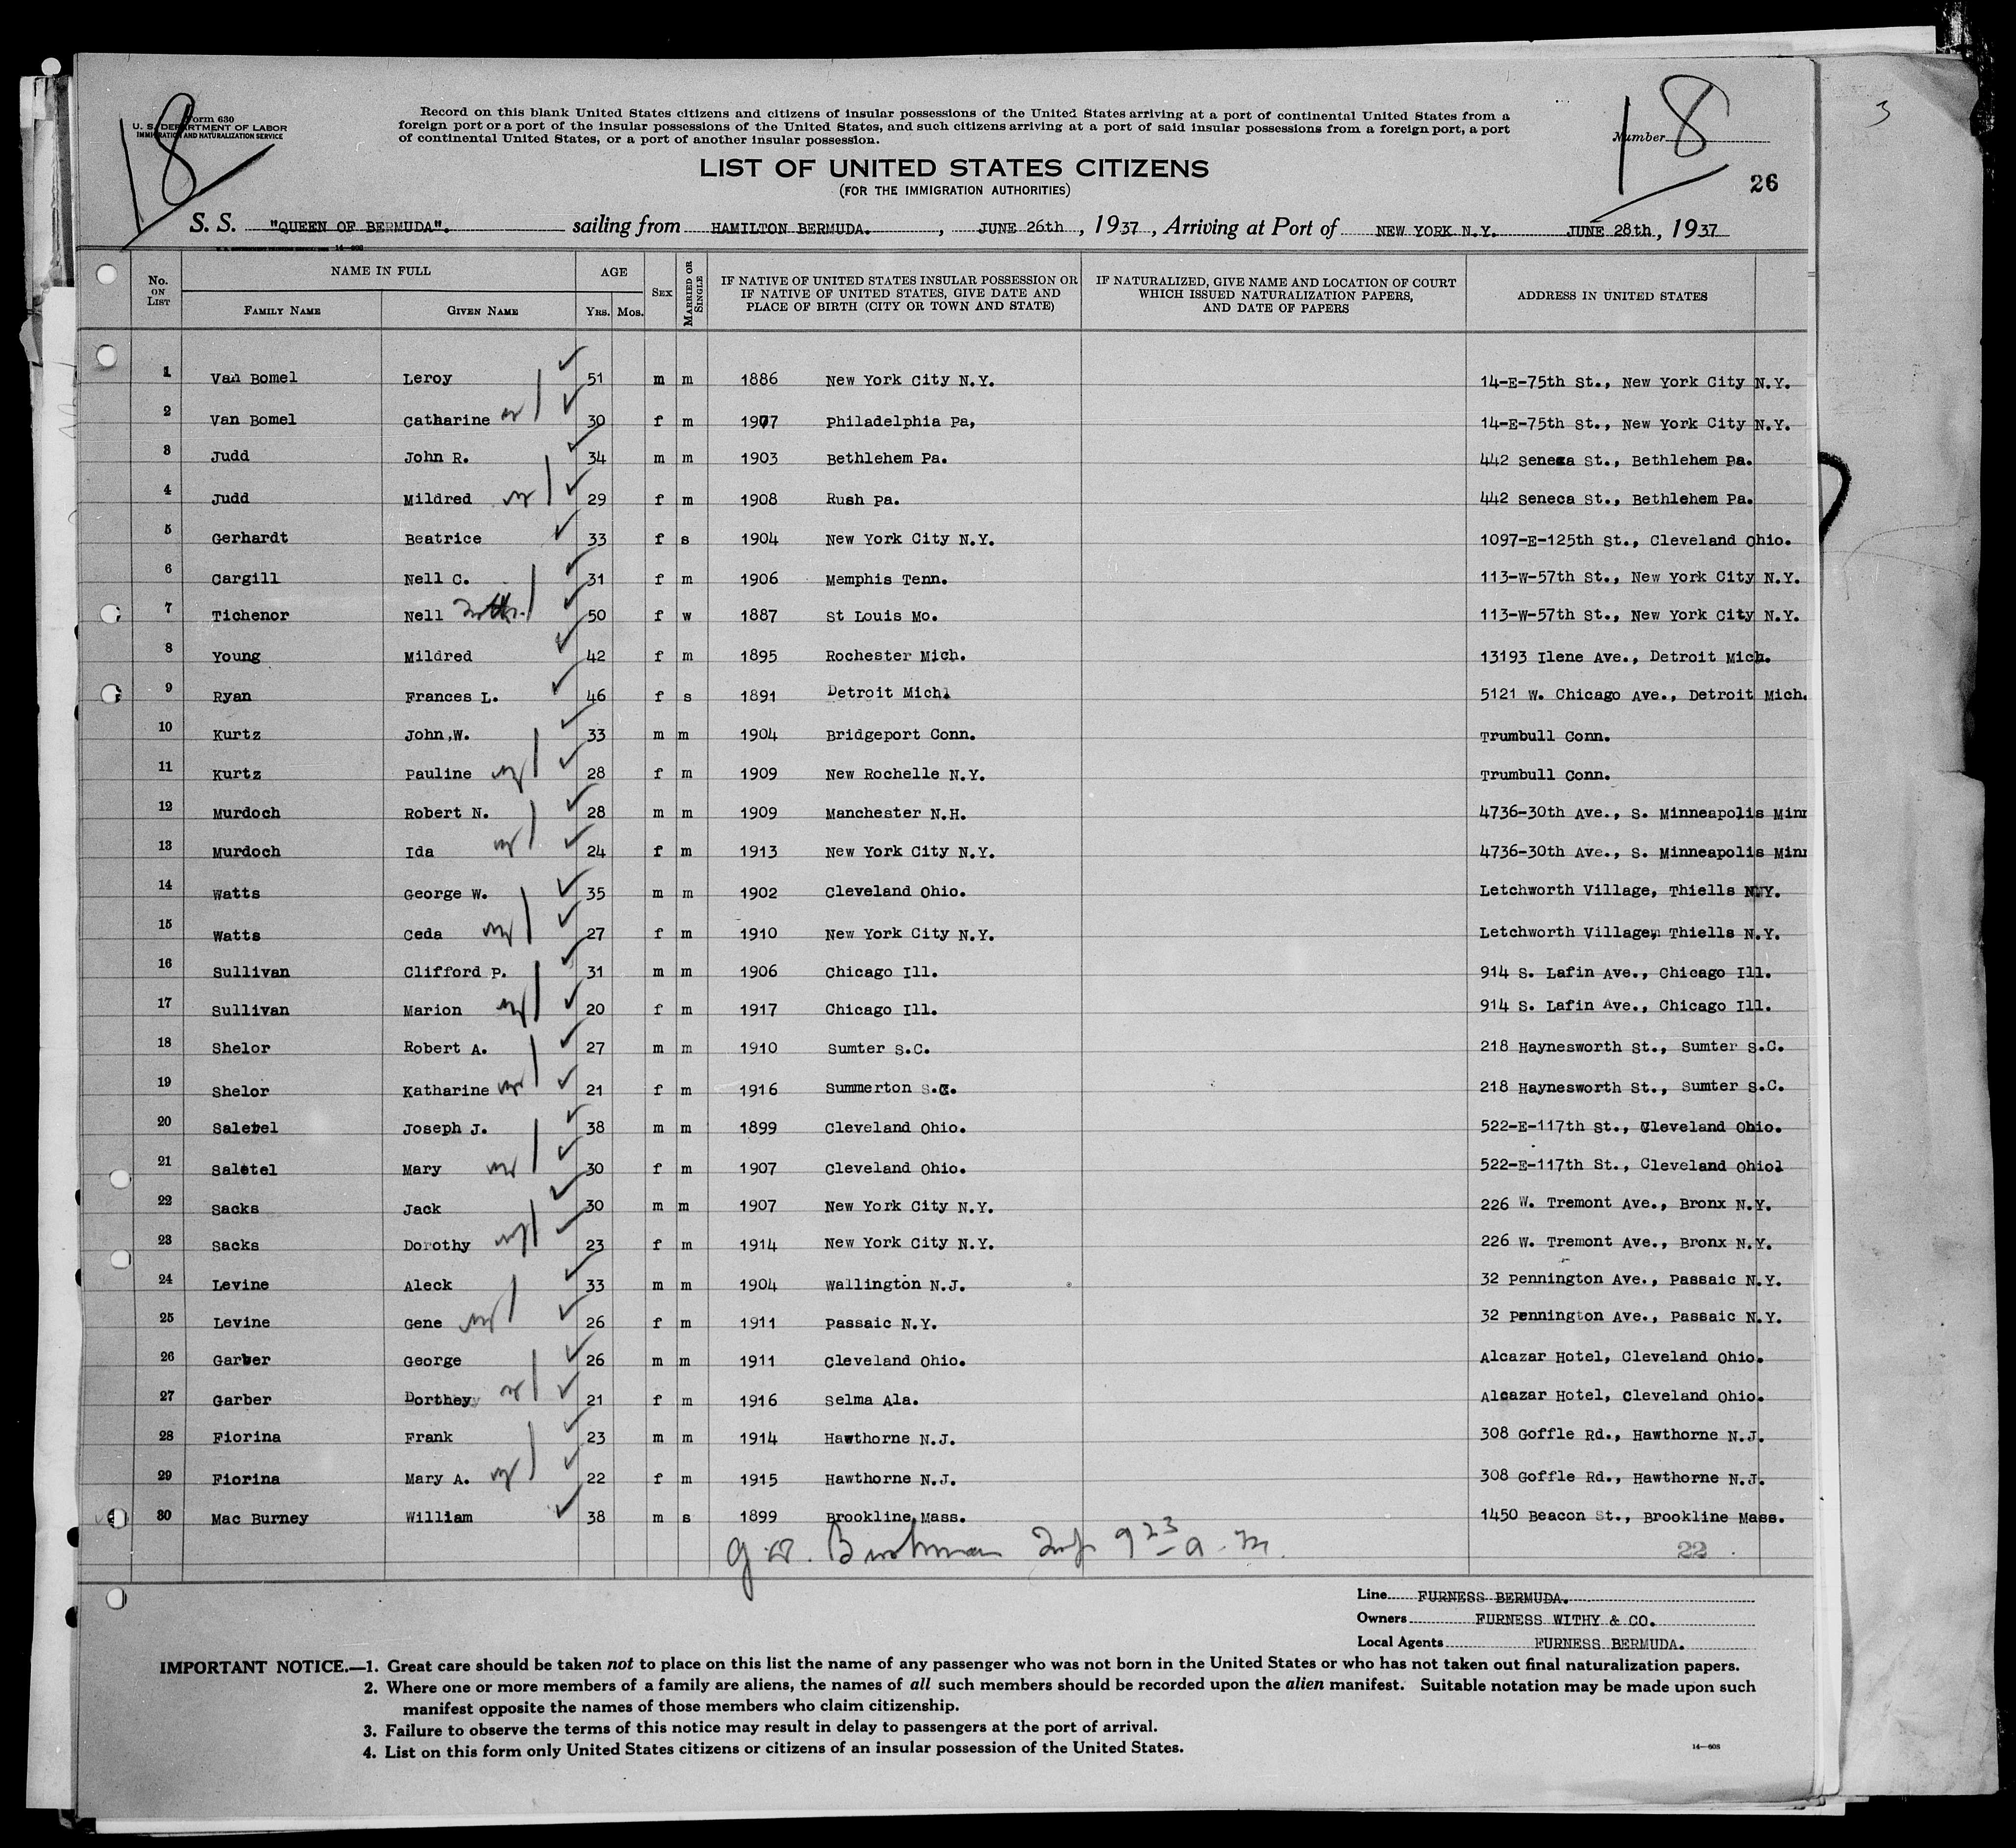 18
Form 630
U. S. DEPARTMENT OF LABOR
IMMIGRATION AND NATURALIZATION SERVICE
Record on this blank United States citizens and citizens of insular possessions of the United States arriving at a port of continental United States from a
foreign port or a port of the insular possessions of the United States, and such citizens arriving at a port of said insular possessions from a foreign port, a port
of continental United States, or a port of another insular possession.
Number 18
3
LIST OF UNITED STATES CITIZENS
(FOR THE IMMIGRATION AUTHORITIES)
26
S. S. "QUEEN OF BERMUDA". sailing from HAMILTON BERMUDA. , JUNE 26th , 1937 , Arriving at Port of NEW YORK N.Y. JUNE 28th , 1937
14-608
No. ON LIST NAME IN FULL FAMILY NAME GIVEN NAME AGE YRS. MOS. SEX MARRIED OR SINGLE IF NATIVE OF UNITED STATES INSULAR POSSESSION OR IF NATIVE OF UNITED STATES, GIVE DATE AND PLACE OF BIRTH (CITY OR TOWN AND STATE) IF NATURALIZED, GIVE NAME AND LOCATION OF COURT WHICH ISSUED NATURALIZATION PAPERS, AND DATE OF PAPERS ADDRESS IN UNITED STATES
1 Van Bomel Leroy 51 m m 1886 New York City N.Y. 14-E-75th St., New York City N.Y.
2 Van Bomel Catharine 30 f m 1907 Philadelphia Pa, 14-E-75th St., New York City N.Y.
3 Judd John R. 34 m m 1903 Bethlehem Pa. 442 Seneca St., Bethlehem Pa.
4 Judd Mildred 29 f m 1908 Rush Pa. 442 Seneca St., Bethlehem Pa.
5 Gerhardt Beatrice 33 f s 1904 New York City N.Y. 1097-E-125th St., Cleveland Ohio.
6 Cargill Nell C. 31 f m 1906 Memphis Tenn. 113-W-57th St., New York City N.Y.
7 Tichenor Nell 50 f w 1887 St Louis Mo. 113-W-57th St., New York City N.Y.
8 Young Mildred 42 f m 1895 Rochester Mich. 13193 Ilene Ave., Detroit Mich.
9 Ryan Frances L. 46 f s 1891 Detroit Mich. 5121 W. Chicago Ave., Detroit Mich.
10 Kurtz John.W. 33 m m 1904 Bridgeport Conn. Trumbull Conn.
11 Kurtz Pauline 28 f m 1909 New Rochelle N.Y. Trumbull Conn.
12 Murdoch Robert N. 28 m m 1909 Manchester N.H. 4736-30th Ave., S. Minneapolis Minn
13 Murdoch Ida 24 f m 1913 New York City N.Y. 4736-30th Ave., S. Minneapolis Minn
14 Watts George W. 35 m m 1902 Cleveland Ohio. Letchworth Village, Thiells N.Y.
15 Watts Ceda 27 f m 1910 New York City N.Y. Letchworth Village, Thiells N.Y.
16 Sullivan Clifford P. 31 m m 1906 Chicago Ill. 914 S. Lafin Ave., Chicago Ill.
17 Sullivan Marion 20 f m 1917 Chicago Ill. 914 S. Lafin Ave., Chicago Ill.
18 Shelor Robert A. 27 m m 1910 Sumter S.C. 218 Haynesworth St., Sumter S.C.
19 Shelor Katharine 21 f m 1916 Summerton S.C. 218 Haynesworth St., Sumter S.C.
20 Saletel Joseph J. 38 m m 1899 Cleveland Ohio. 522-E-117th St., Cleveland Ohio.
21 Saletel Mary 30 f m 1907 Cleveland Ohio. 522-E-117th St., Cleveland Ohio.
22 Sacks Jack 30 m m 1907 New York City N.Y. 226 W. Tremont Ave., Bronx N.Y.
23 Sacks Dorothy 23 f m 1914 New York City N.Y. 226 W. Tremont Ave., Bronx N.Y.
24 Levine Aleck 33 m m 1904 Wallington N.J. 32 Pennington Ave., Passaic N.Y.
25 Levine Gene 26 f m 1911 Passaic N.Y. 32 Pennington Ave., Passaic N.Y.
26 Garber George 26 m m 1911 Cleveland Ohio. Alcazar Hotel, Cleveland Ohio.
27 Garber Dorthey 21 f m 1916 Selma Ala. Alcazar Hotel, Cleveland Ohio.
28 Fiorina Frank 23 m m 1914 Hawthorne N.J. 308 Goffle Rd., Hawthorne N.J.
29 Fiorina Mary A. 22 f m 1915 Hawthorne N.J. 308 Goffle Rd., Hawthorne N.J.
30 Mac Burney William 38 m s 1899 Brookline Mass. 1450 Beacon St., Brookline Mass.
9 23 a.m.
22
Line FURNESS BERMUDA.
Owners FURNESS WITHY & CO.
Local Agents FURNESS BERMUDA.
IMPORTANT NOTICE.—1. Great care should be taken not to place on this list the name of any passenger who was not born in the United States or who has not taken out final naturalization papers.
2. Where one or more members of a family are aliens, the names of all such members should be recorded upon the alien manifest. Suitable notation may be made upon such
manifest opposite the names of those members who claim citizenship.
3. Failure to observe the terms of this notice may result in delay to passengers at the port of arrival.
4. List on this form only United States citizens or citizens of an insular possession of the United States.
14-608